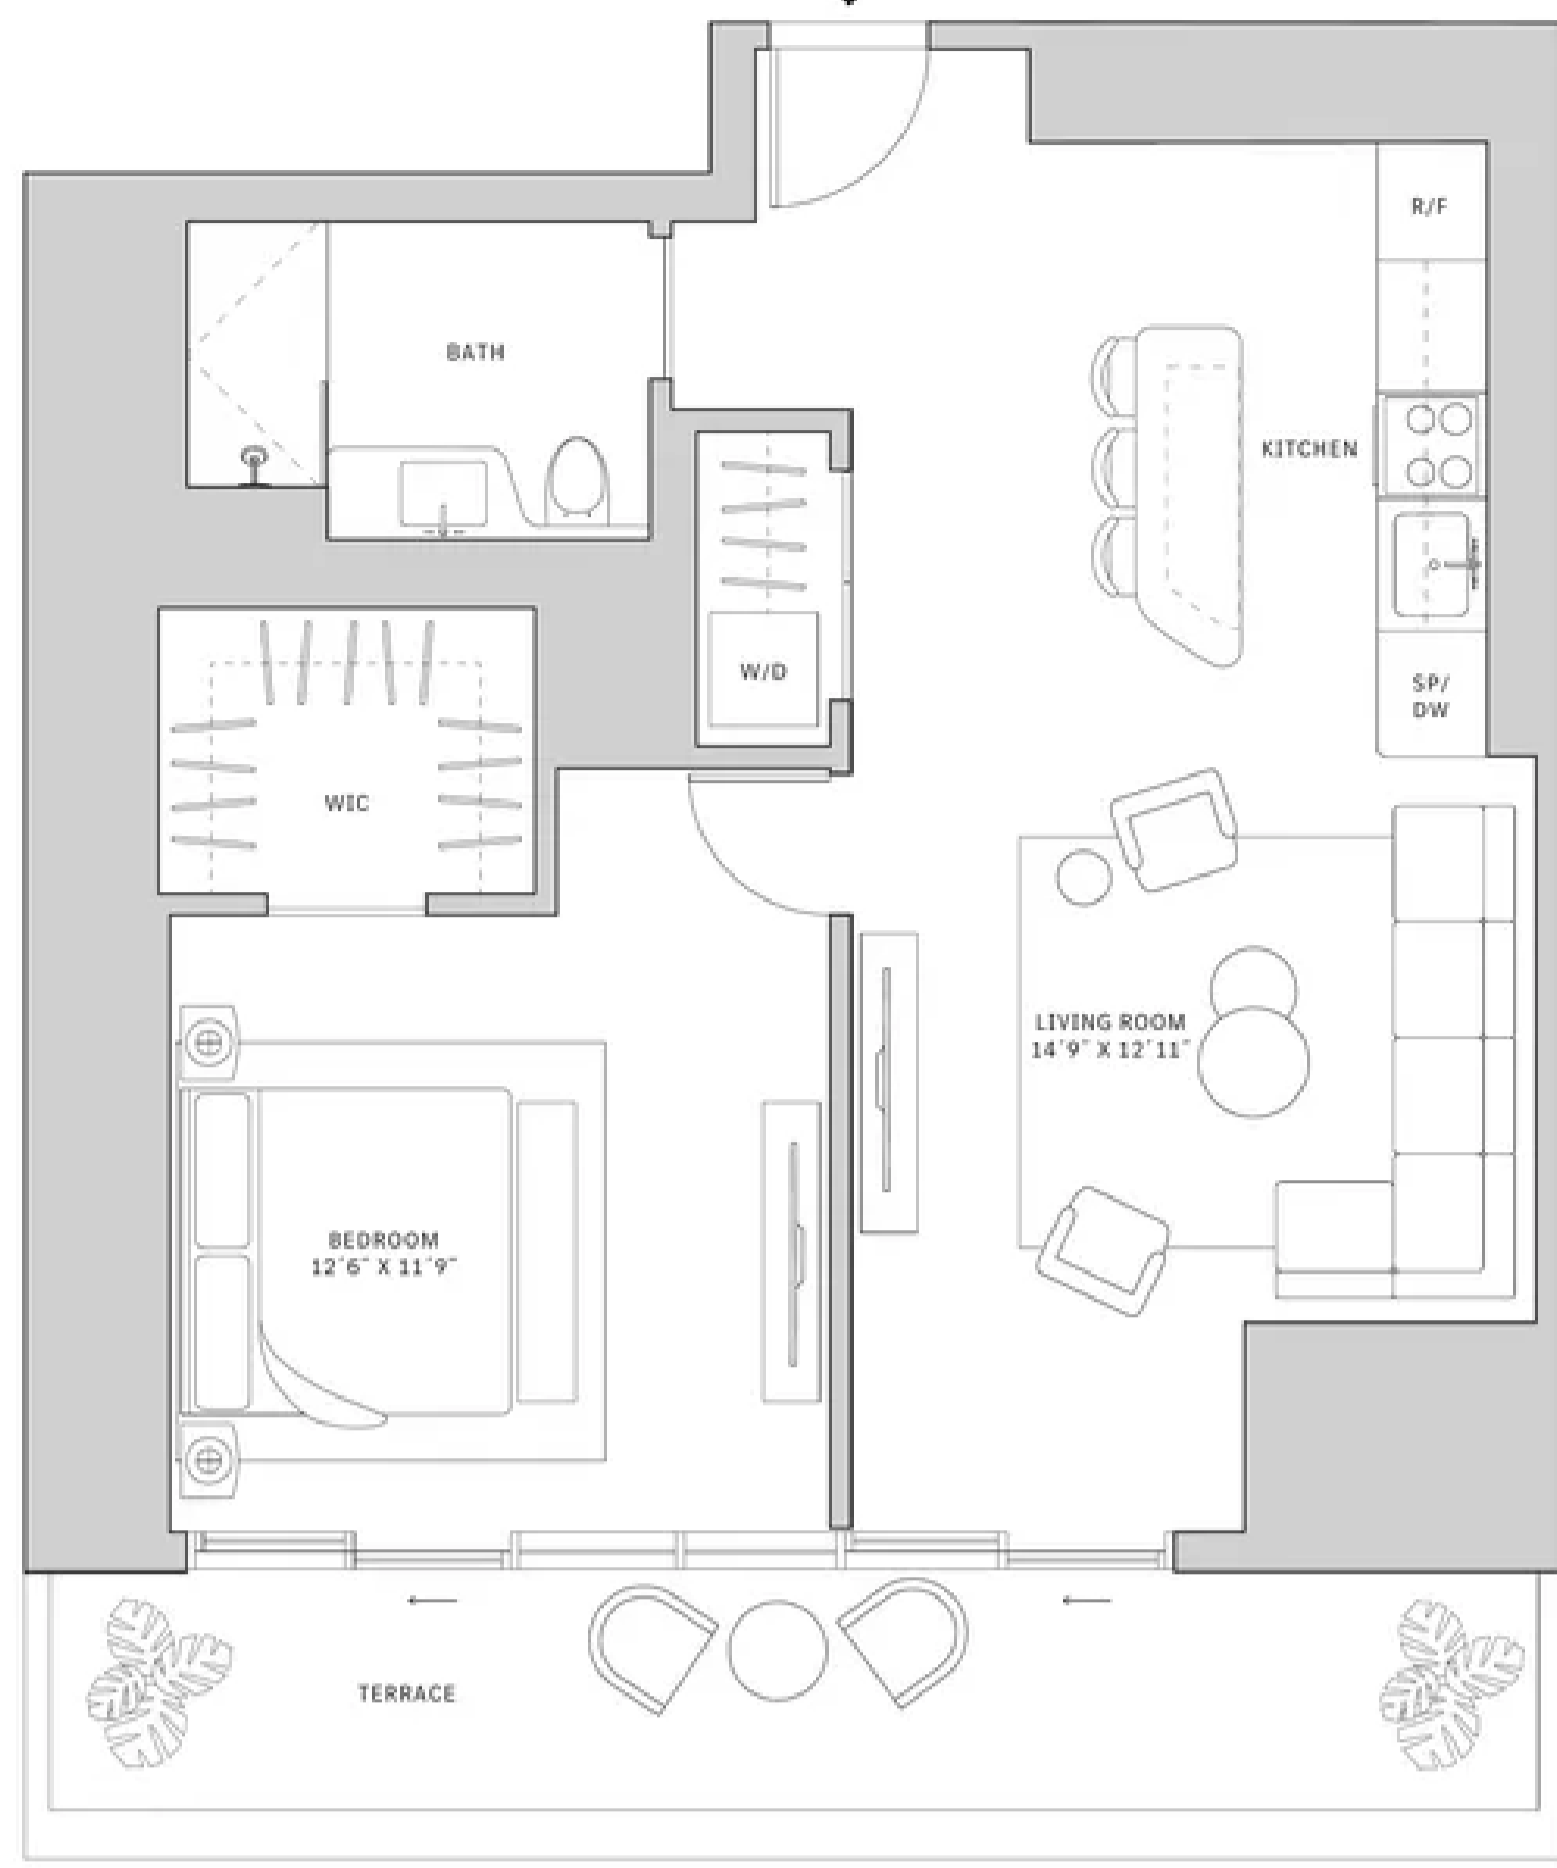 R/F
BATH
KITCHEN
W/D
SP/
DW
WIC
LIVING ROOM
14'9" X 12'11"
BEDROOM
12'6" X 11'9"
TERRACE